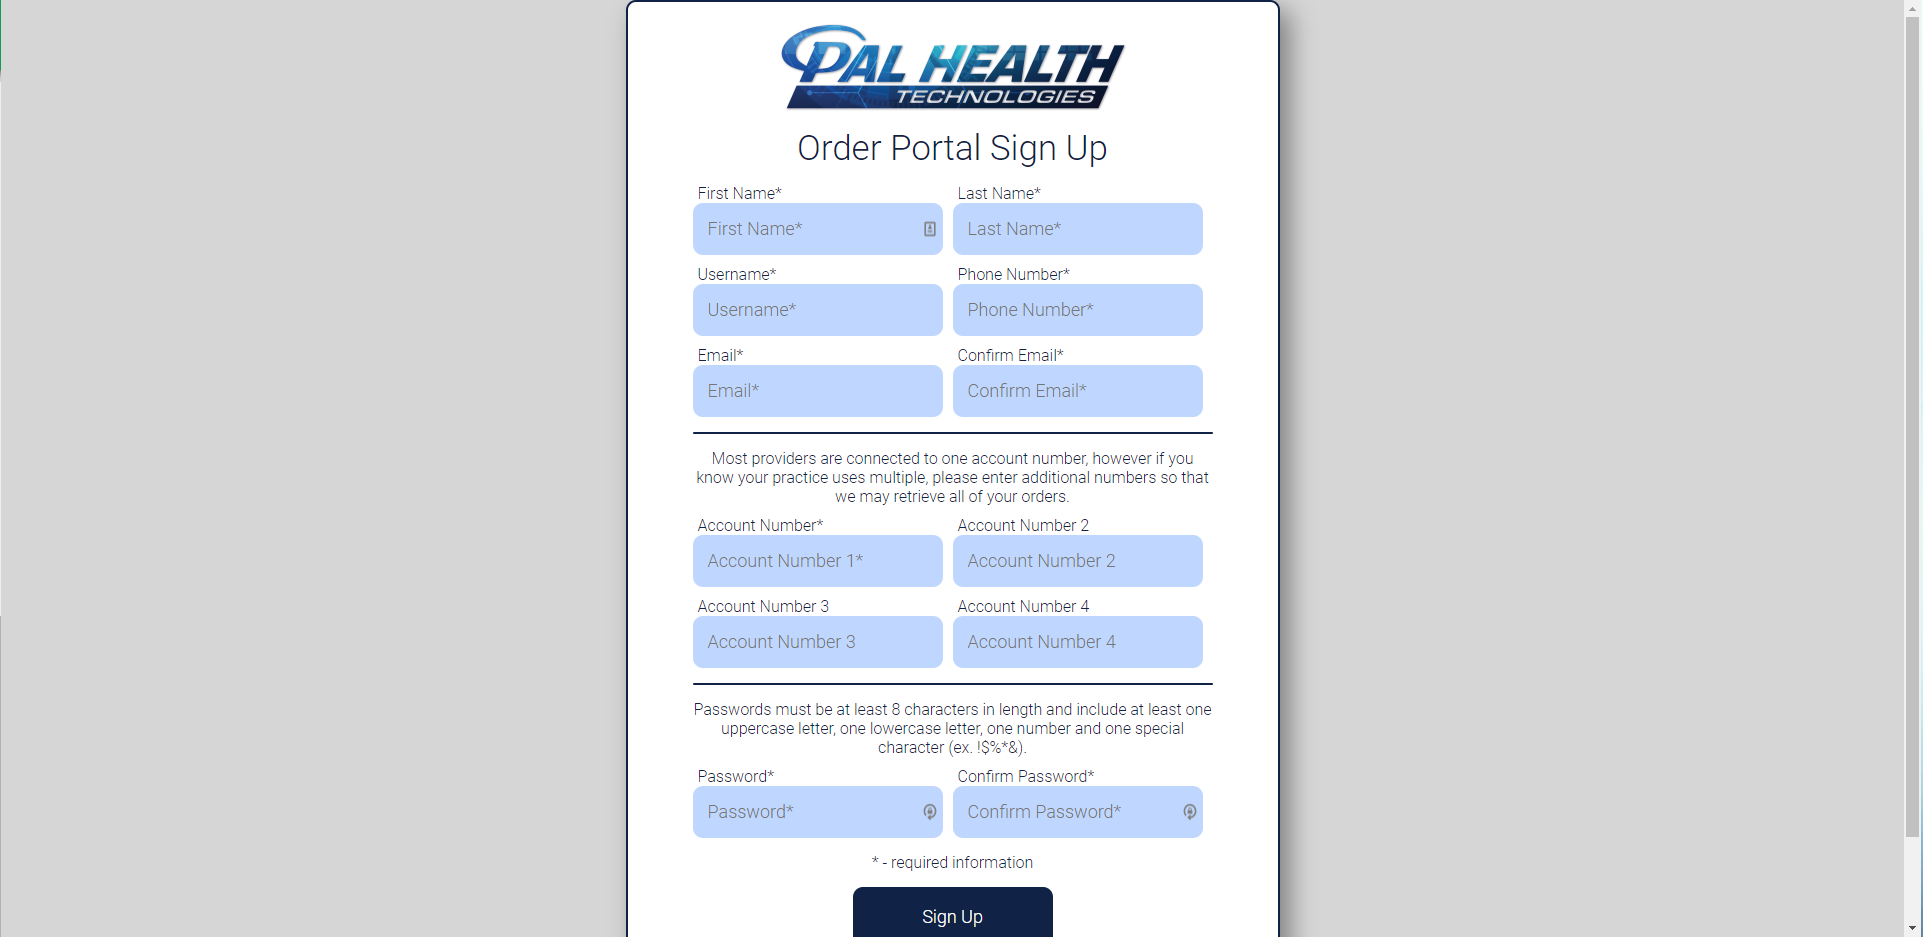 PAL HEALTH
TECHNOLOGIES
Order Portal Sign Up
First Name* Last Name*
First Name* Last Name*
Username* Phone Number*
Username* Phone Number*
Email* Confirm Email*
Email* Confirm Email*
Most providers are connected to one account number, however if you
know your practice uses multiple, please enter additional numbers so that
we may retrieve all of your orders.
Account Number* Account Number 2
Account Number 1* Account Number 2
Account Number 3 Account Number 4
Account Number 3 Account Number 4
Passwords must be at least 8 characters in length and include at least one
uppercase letter, one lowercase letter, one number and one special
character (ex. !$%*&).
Password* Confirm Password*
Password* Confirm Password*
* - required information
Sign Up